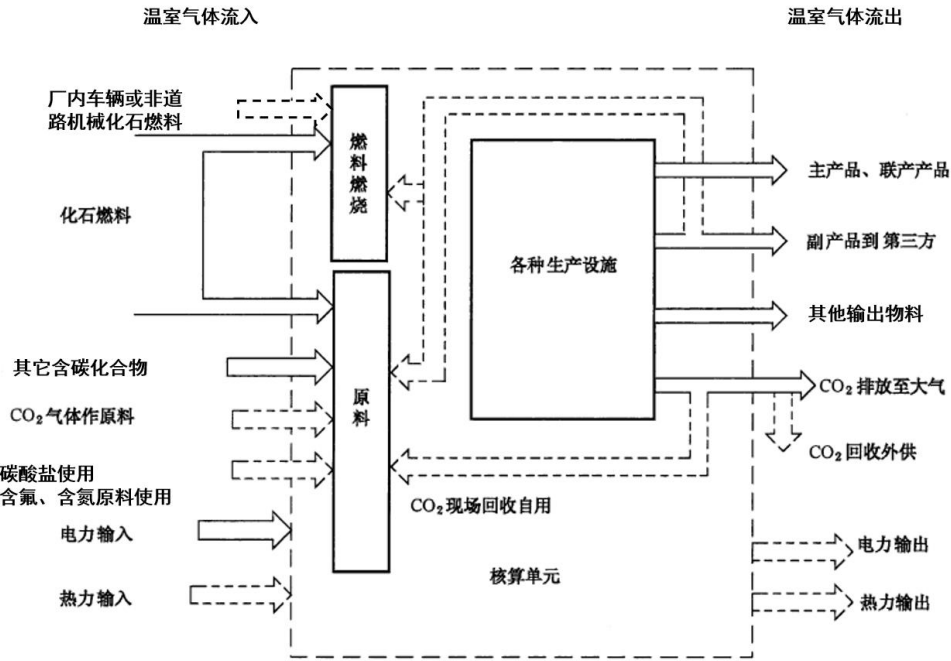 温室气体流入
温室气体流出
厂内车辆或非道
路机械化石燃料
燃料燃烧
化石燃料
各种生产设施
主产品、联产产品
副产品到第三方
其他输出物料
其它含碳化合物
原料
CO₂气体作原料
CO₂排放至大气
CO₂回收外供
碳酸盐使用
含氟、含氮原料使用
CO₂现场回收自用
电力输入
电力输出
核算单元
热力输入
热力输出